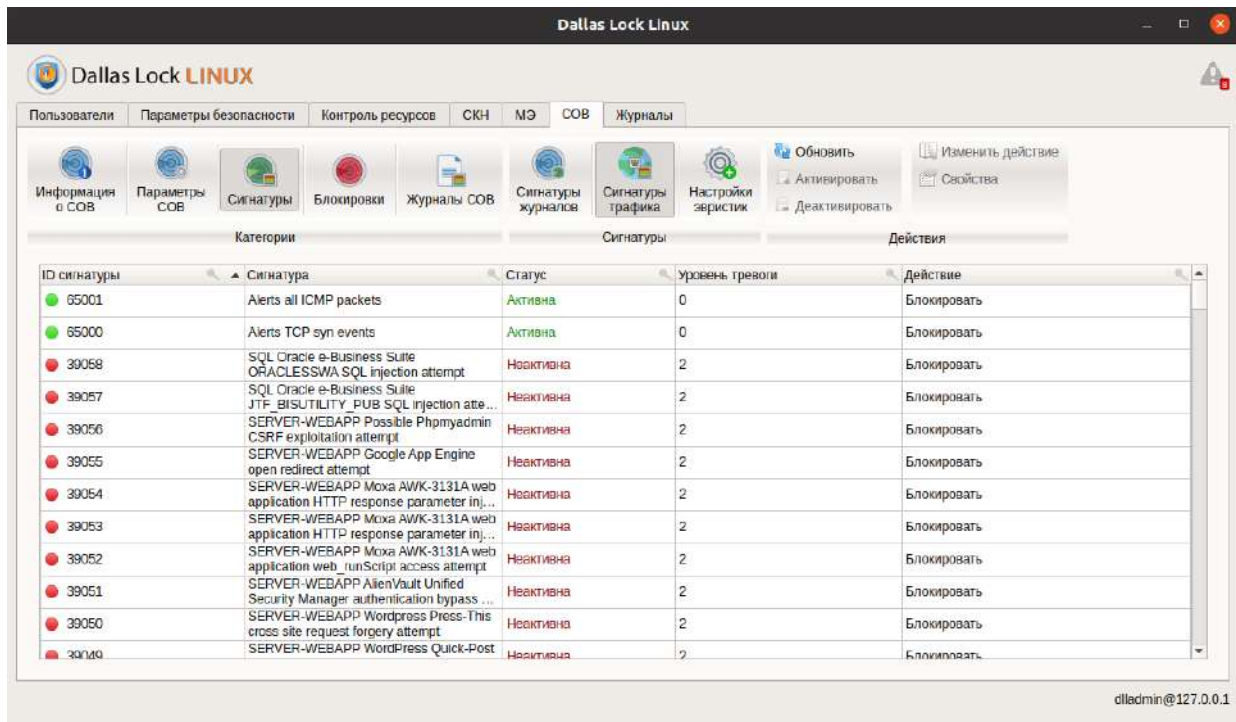 Dallas Lock Linux
Dallas Lock LINUX
Пользователи Параметры безопасности Контроль ресурсов СКН МЭ СОВ Журналы
Информация о СОВ
Параметры СОВ
Сигнатуры
Блокировки
Журналы СОВ
Сигнатуры журналов
Сигнатуры трафика
Настройки эвристик
Обновить
Активировать
Деактивировать
Изменить действие
Свойства
Категории Сигнатуры Действия
ID сигнатуры Сигнатура Статус Уровень тревоги Действие
65001 Alerts all ICMP packets Активна 0 Блокировать
65000 Alerts TCP syn events Активна 0 Блокировать
39058 SQL Oracle e-Business Suite
ORACLESSWA SQL injection attempt Неактивна 2 Блокировать
39057 SQL Oracle e-Business Suite
JTF_BISUTILITY_PUB SQL injection atte... Неактивна 2 Блокировать
39056 SERVER-WEBAPP Possible Phpmyadmin
CSRF exploitation attempt Неактивна 2 Блокировать
39055 SERVER-WEBAPP Google App Engine
open redirect attempt Неактивна 2 Блокировать
39054 SERVER-WEBAPP Moxa AWK-3131A web
application HTTP response parameter inj... Неактивна 2 Блокировать
39053 SERVER-WEBAPP Moxa AWK-3131A web
application HTTP response parameter inj... Неактивна 2 Блокировать
39052 SERVER-WEBAPP Moxa AWK-3131A web
application web_runScript access attempt Неактивна 2 Блокировать
39051 SERVER-WEBAPP AlienVault Unified
Security Manager authentication bypass ... Неактивна 2 Блокировать
39050 SERVER-WEBAPP Wordpress Press-This
cross site request forgery attempt Неактивна 2 Блокировать
39049 SERVER-WEBAPP WordPress Quick-Post Неактивна 2 Блокировать
dlladmin@127.0.0.1